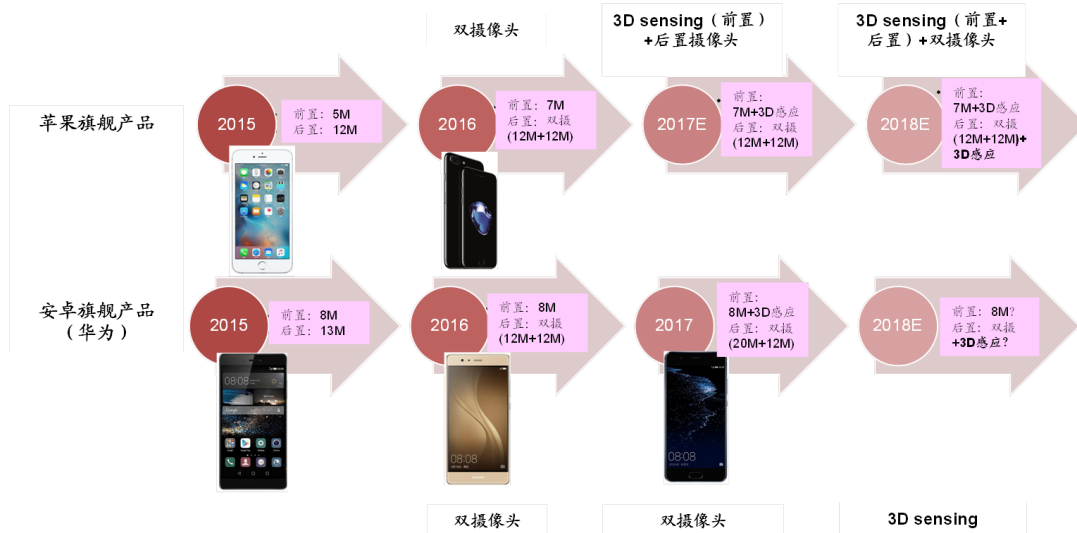 双摄像头
3D sensing（前置）
+后置摄像头
3D sensing（前置+
后置）+双摄像头
苹果旗舰产品
2015
前置：5M
后置：12M
2016
前置：7M
后置：双摄
(12M+12M)
2017E
前置：
7M+3D感应
后置：双摄
(12M+12M)
2018E
前置：
7M+3D感应
后置：双摄
(12M+12M)+
3D感应
安卓旗舰产品
（华为）
2015
前置：8M
后置：13M
2016
前置：8M
后置：双摄
(12M+12M)
2017
前置：
8M+3D感应
后置：双摄
(20M+12M)
2018E
前置：8M?
后置：双摄
+3D感应?
08:08
08:08
08:08
双摄像头
双摄像头
3D sensing